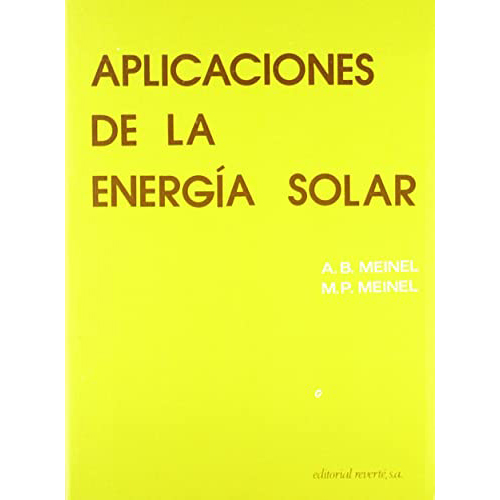 APLICACIONES
DE LA
ENERGÍA SOLAR
A. B. MEINEL
M. P. MEINEL
editorial reverté, s.a.